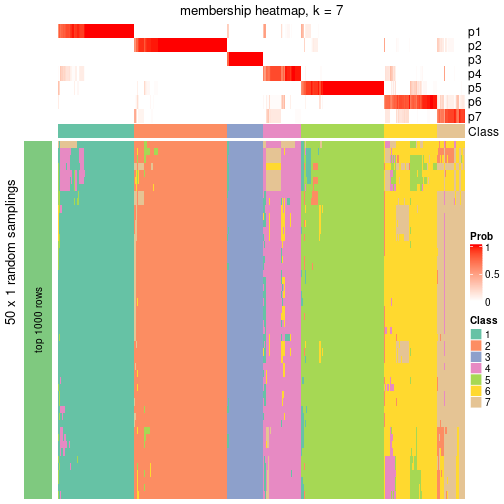 membership heatmap, k = 7
p1
p2
p3
p4
p5
p6
p7
Class
50 x 1 random samplings
top 1000 rows
Prob
1
0.5
0
Class
1
2
3
4
5
6
7